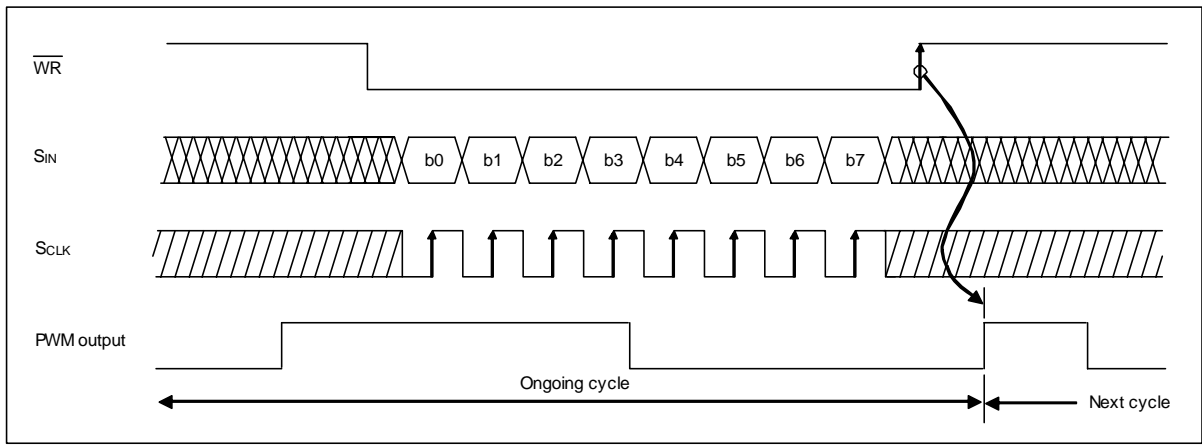 WR
SIN
b0 b1 b2 b3 b4 b5 b6 b7
SCLK
PWM output
Ongoing cycle
Next cycle